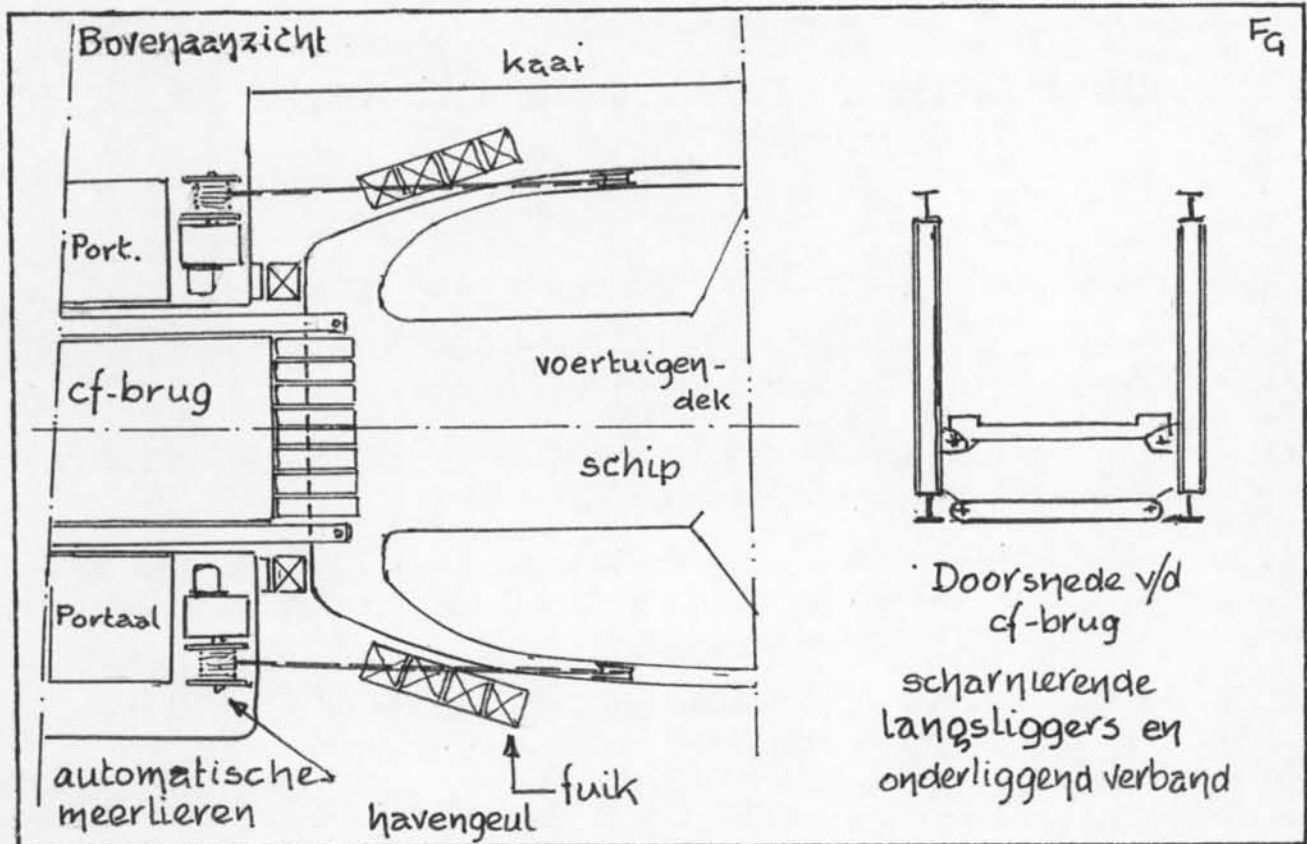 Bovenaanzicht
FG
kaai
Port.
cf-brug
voertuigen-
dek
schip
Portaal
automatische
meerlieren
havengeul
fuik
Doorsnede v/d
cf-brug
scharnierende
langsliggers en
onderliggend verband